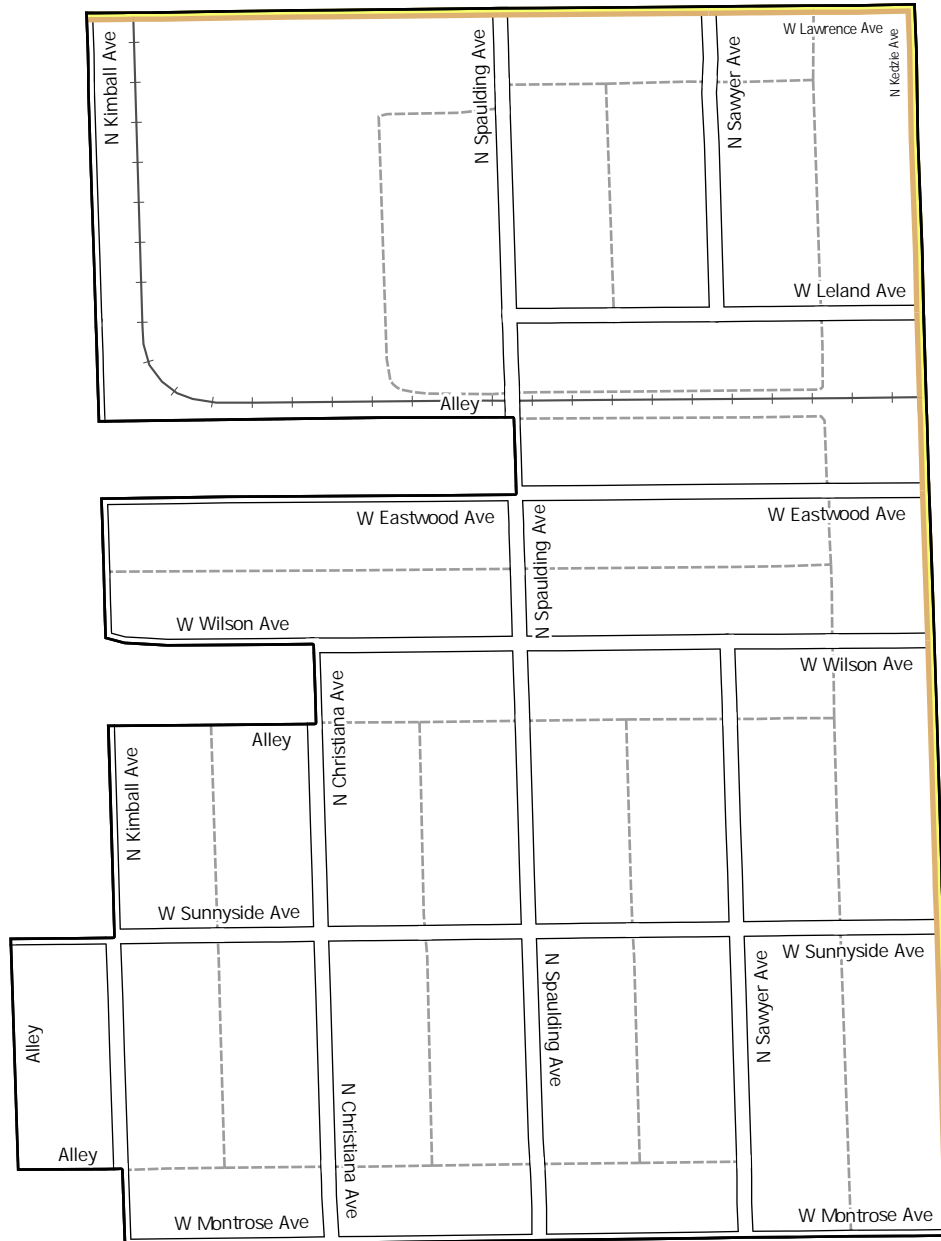 W Lawrence Ave
N Kimball Ave
N Spaulding Ave
N Sawyer Ave
N Kedzie Ave
W Leland Ave
Alley
W Eastwood Ave
W Eastwood Ave
N Spaulding Ave
W Wilson Ave
W Wilson Ave
N Christiana Ave
Alley
N Kimball Ave
W Sunnyside Ave
W Sunnyside Ave
N Spaulding Ave
N Sawyer Ave
Alley
N Christiana Ave
Alley
W Montrose Ave
W Montrose Ave